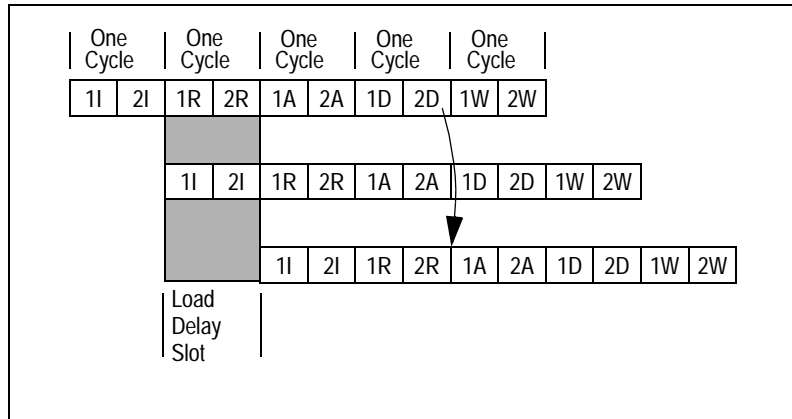 One One One One One
Cycle Cycle Cycle Cycle Cycle
1I 2I 1R 2R 1A 2A 1D 2D 1W 2W
1I 2I 1R 2R 1A 2A 1D 2D 1W 2W
1I 2I 1R 2R 1A 2A 1D 2D 1W 2W
Load
Delay
Slot